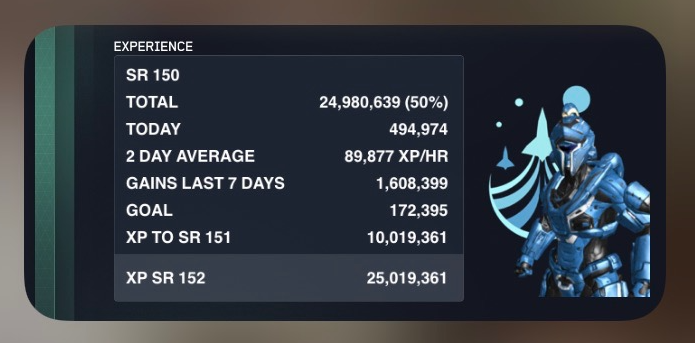 EXPERIENCE
SR 150
TOTAL 24,980,639 (50%)
TODAY 494,974
2 DAY AVERAGE 89,877 XP/HR
GAINS LAST 7 DAYS 1,608,399
GOAL 172,395
XP TO SR 151 10,019,361
XP SR 152 25,019,361